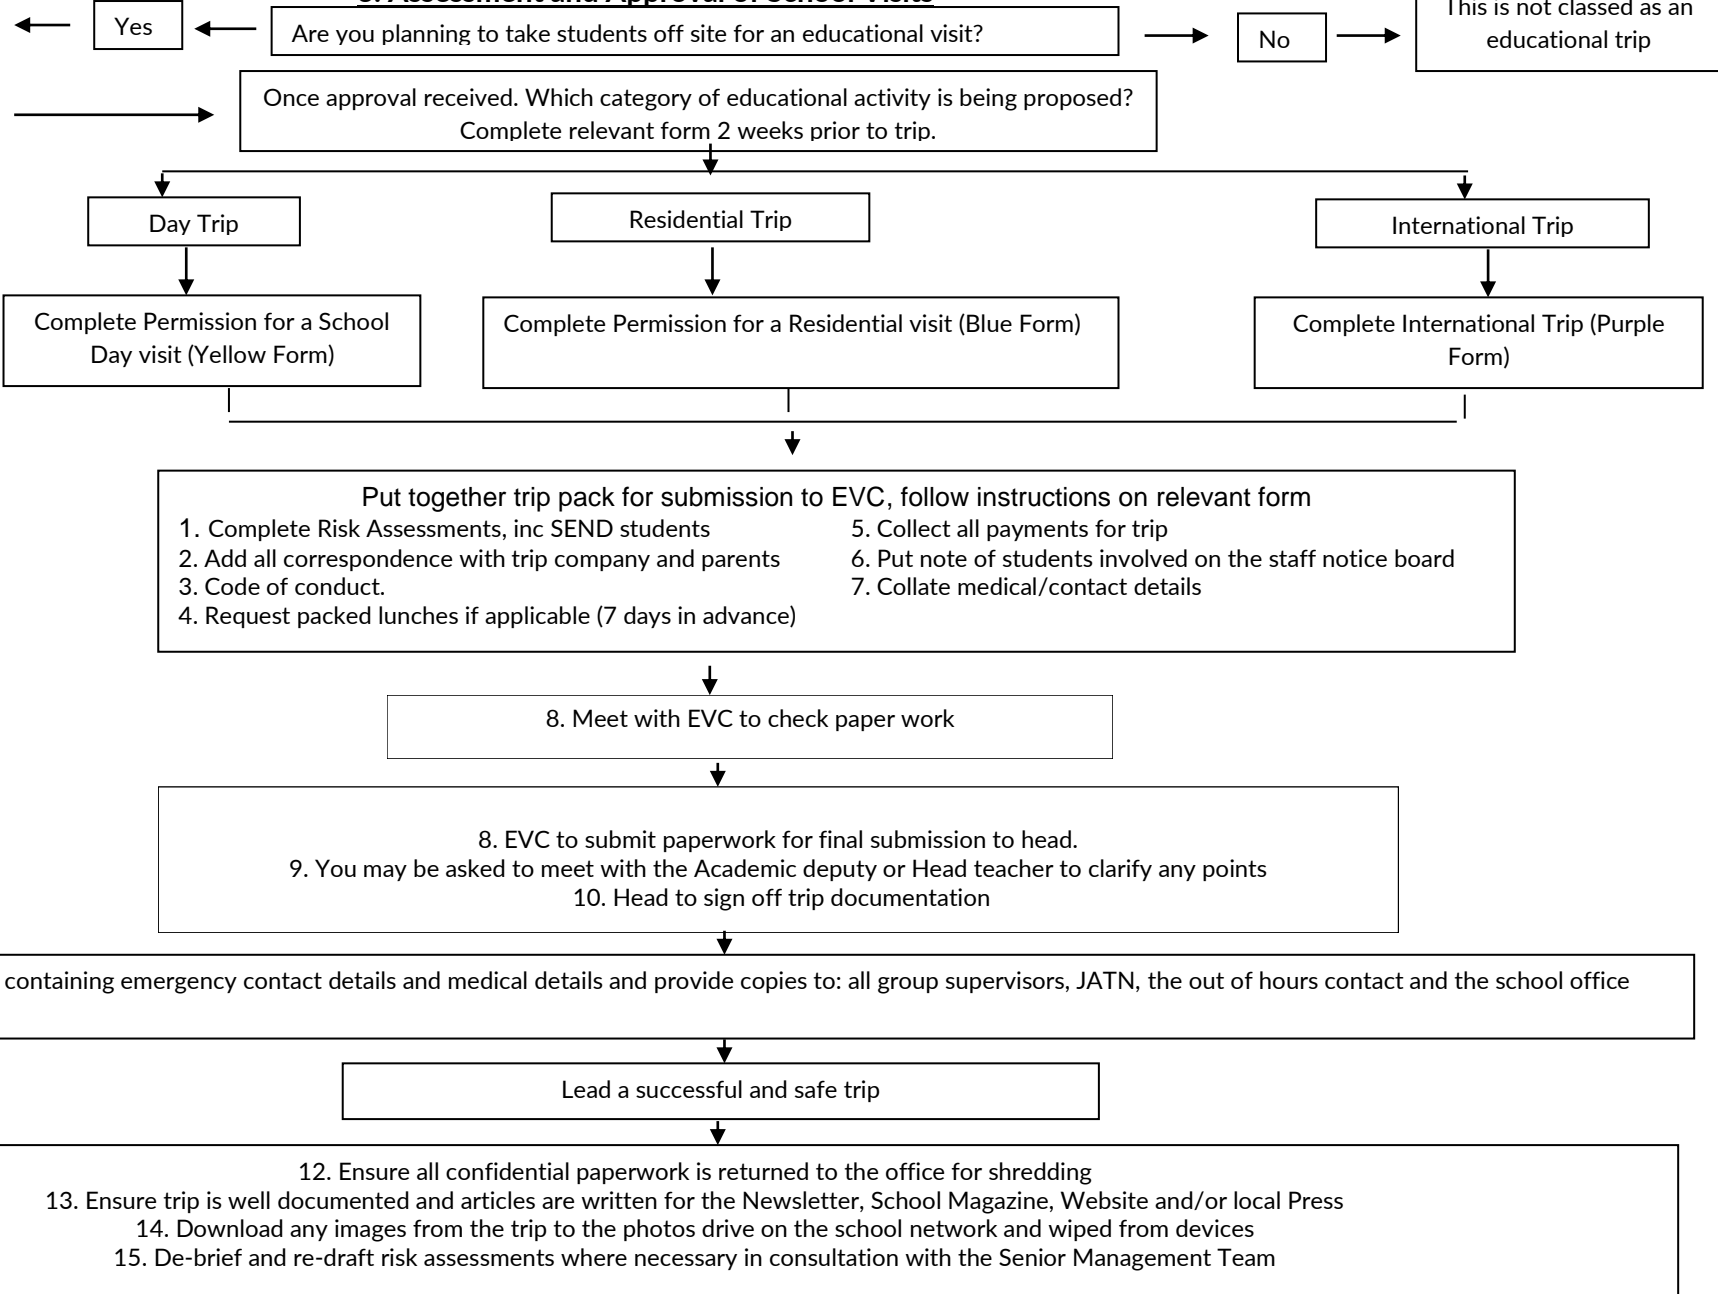 3. Assessment and Approval of School Visits
This is not classed as an
educational trip
Yes
Are you planning to take students off site for an educational visit?
No
Once approval received. Which category of educational activity is being proposed?
Complete relevant form 2 weeks prior to trip.
Day Trip
Residential Trip
International Trip
Complete Permission for a School
Day visit (Yellow Form)
Complete Permission for a Residential visit (Blue Form)
Complete International Trip (Purple
Form)
Put together trip pack for submission to EVC, follow instructions on relevant form
1. Complete Risk Assessments, inc SEND students
2. Add all correspondence with trip company and parents
3. Code of conduct.
4. Request packed lunches if applicable (7 days in advance)
5. Collect all payments for trip
6. Put note of students involved on the staff notice board
7. Collate medical/contact details
8. Meet with EVC to check paper work
8. EVC to submit paperwork for final submission to head.
9. You may be asked to meet with the Academic deputy or Head teacher to clarify any points
10. Head to sign off trip documentation
containing emergency contact details and medical details and provide copies to: all group supervisors, JATN, the out of hours contact and the school office
Lead a successful and safe trip
12. Ensure all confidential paperwork is returned to the office for shredding
13. Ensure trip is well documented and articles are written for the Newsletter, School Magazine, Website and/or local Press
14. Download any images from the trip to the photos drive on the school network and wiped from devices
15. De-brief and re-draft risk assessments where necessary in consultation with the Senior Management Team